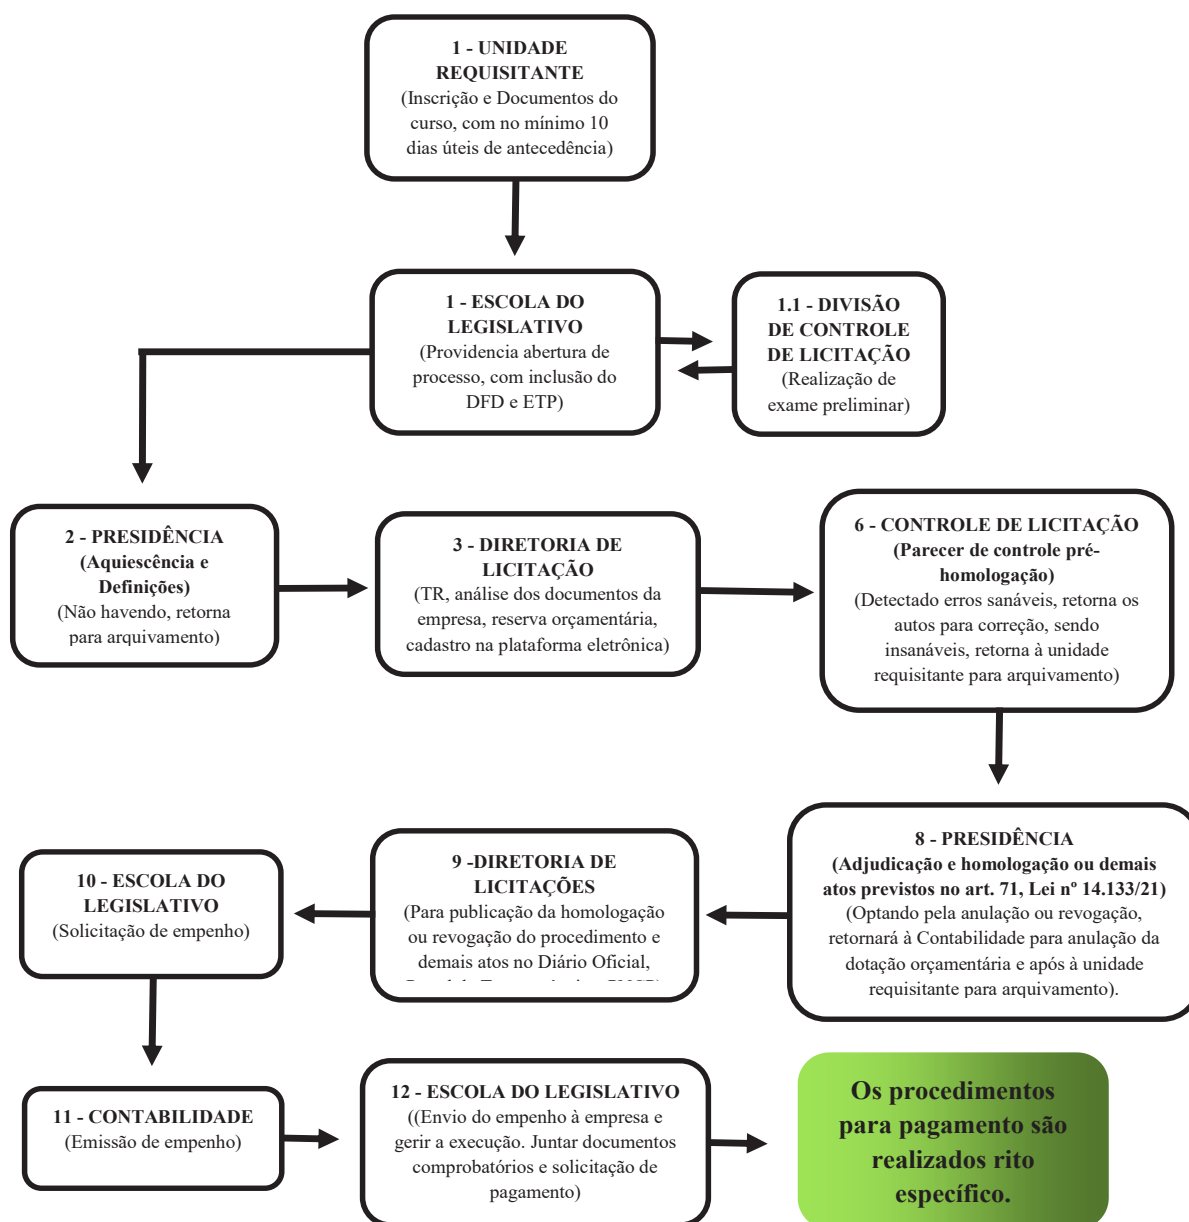 1 - UNIDADE
REQUISITANTE
(Inscrição e Documentos do
curso, com no mínimo 10
dias úteis de antecedência)
1 - ESCOLA DO
LEGISLATIVO
(Providencia abertura de
processo, com inclusão do
DFD e ETP)
1.1 - DIVISÃO
DE CONTROLE
DE LICITAÇÃO
(Realização de
exame preliminar)
2 - PRESIDÊNCIA
(Aquiescência e
Definições)
(Não havendo, retorna
para arquivamento)
3 - DIRETORIA DE
LICITAÇÃO
(TR, análise dos documentos da
empresa, reserva orçamentária,
cadastro na plataforma eletrônica)
6 - CONTROLE DE LICITAÇÃO
(Parecer de controle pré-
homologação)
(Detectado erros sanáveis, retorna os
autos para correção, sendo
insanáveis, retorna à unidade
requisitante para arquivamento)
8 - PRESIDÊNCIA
(Adjudicação e homologação ou demais
atos previstos no art. 71, Lei nº 14.133/21)
(Optando pela anulação ou revogação,
retornará à Contabilidade para anulação da
dotação orçamentária e após à unidade
requisitante para arquivamento).
9 -DIRETORIA DE
LICITAÇÕES
(Para publicação da homologação
ou revogação do procedimento e
demais atos no Diário Oficial,
10 - ESCOLA DO
LEGISLATIVO
(Solicitação de empenho)
11 - CONTABILIDADE
(Emissão de empenho)
12 - ESCOLA DO LEGISLATIVO
((Envio do empenho à empresa e
gerir a execução. Juntar documentos
comprobatórios e solicitação de
pagamento)
Os procedimentos
para pagamento são
realizados rito
específico.